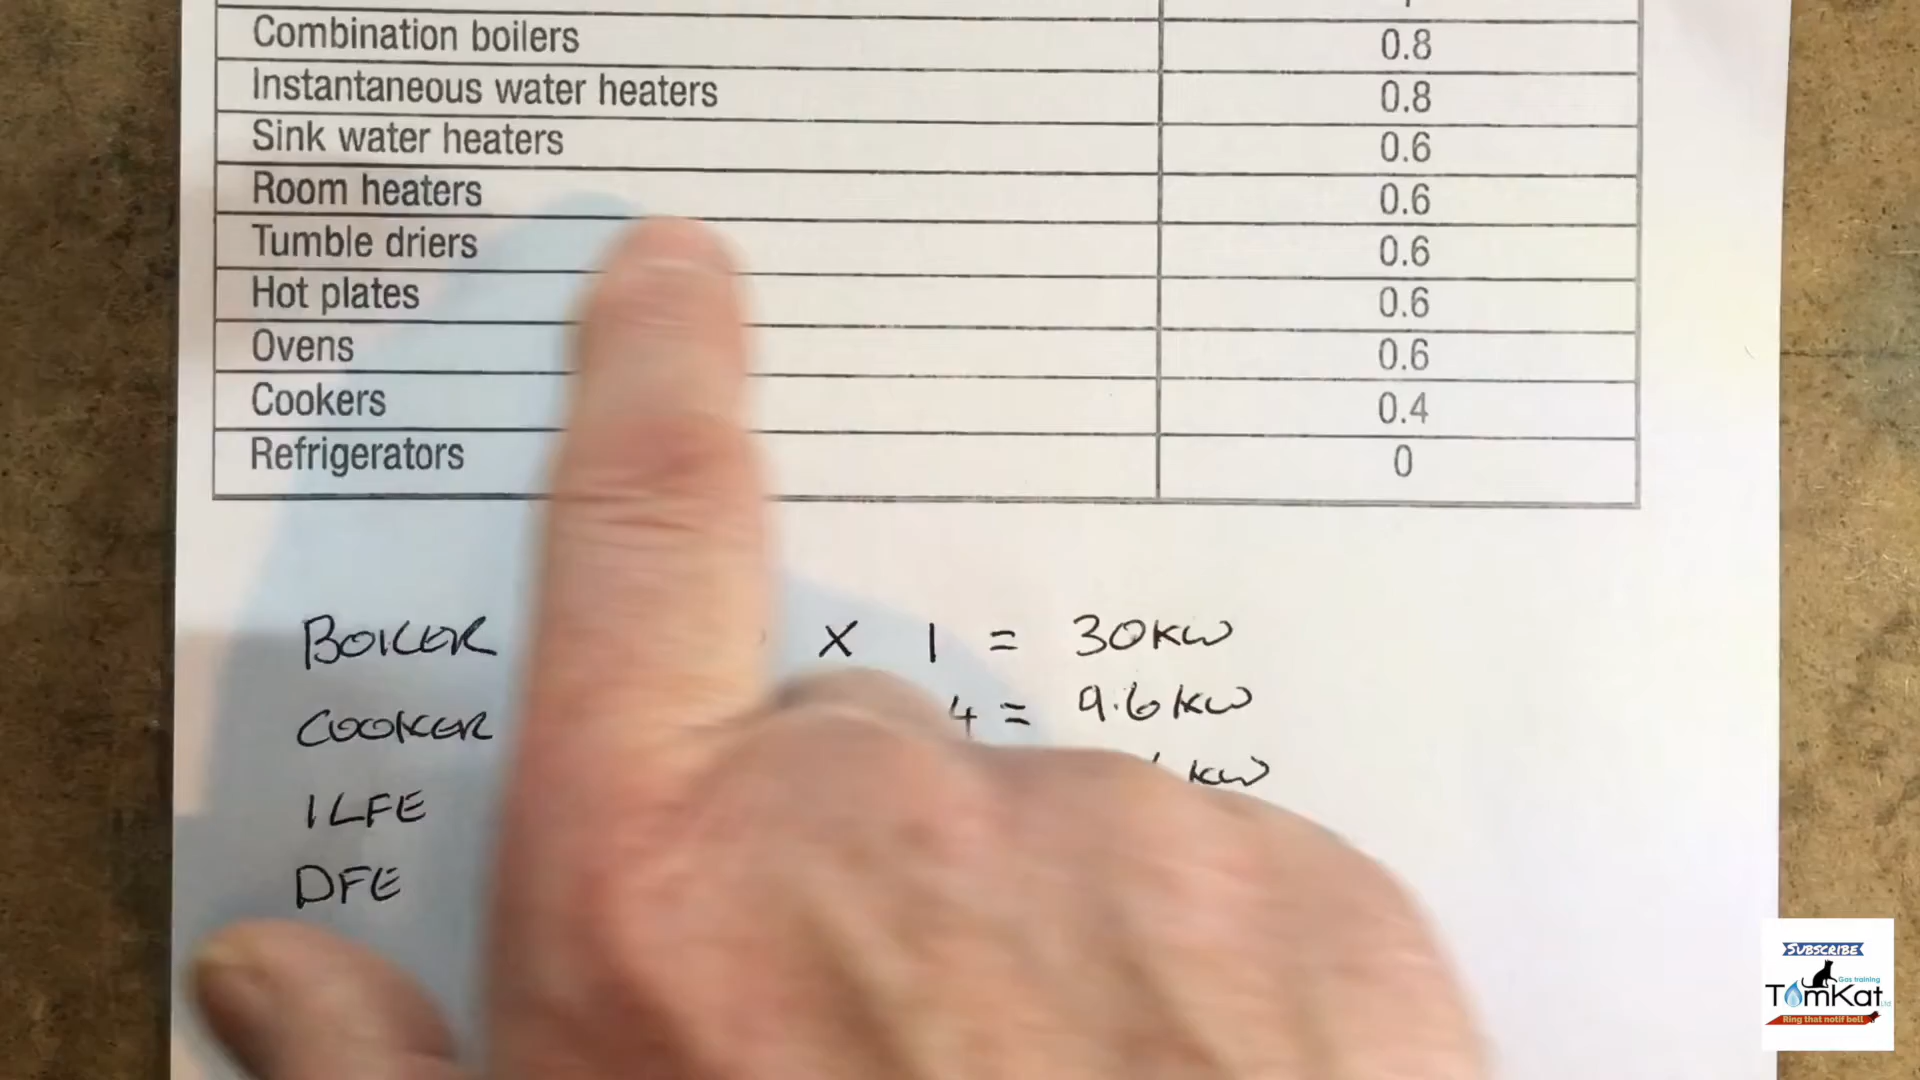 Combination boilers 0.8
Instantaneous water heaters 0.8
Sink water heaters 0.6
Room heaters 0.6
Tumble driers 0.6
Hot plates 0.6
Ovens 0.6
Cookers 0.4
Refrigerators 0
BOILER X 1 = 30KW
COOKER 4 = 9.6KW
ILFE KW
DFE
SUBSCRIBE
Gas training
TomKat Ltd
Ring that notif bell